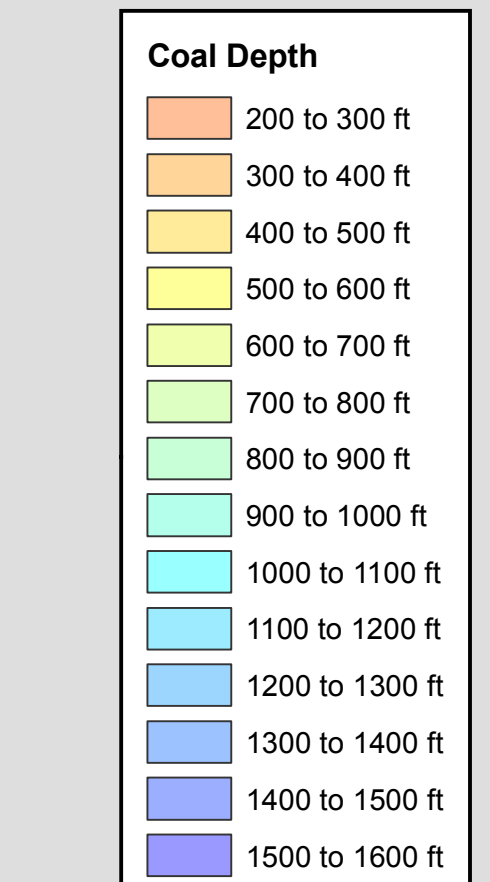 Coal Depth
200 to 300 ft
300 to 400 ft
400 to 500 ft
500 to 600 ft
600 to 700 ft
700 to 800 ft
800 to 900 ft
900 to 1000 ft
1000 to 1100 ft
1100 to 1200 ft
1200 to 1300 ft
1300 to 1400 ft
1400 to 1500 ft
1500 to 1600 ft